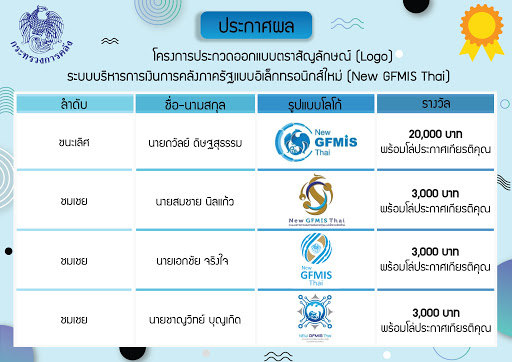 ประกาศผล
กระทรวงการคลัง
โครงการประกวดออกแบบตราสัญลักษณ์ (Logo)
ระบบบริหารการเงินการคลังภาครัฐแบบอิเล็กทรอนิกส์ใหม่ (New GFMIS Thai)
ลำดับ ชื่อ-นามสกุล รูปแบบโลโก้ รางวัล
ชนะเลิศ นายกวัลย์ ดิษฐสุธรรม New GFMIS Thai 20,000 บาท
พร้อมโล่ประกาศเกียรติคุณ
ชมเชย นายสมชาย นิลแก้ว New GFMIS Thai 3,000 บาท
พร้อมโล่ประกาศเกียรติคุณ
ชมเชย นายเอกชัย จริงใจ New GFMIS Thai 3,000 บาท
พร้อมโล่ประกาศเกียรติคุณ
ชมเชย นายชาญวิทย์ บุญเกิด New GFMIS Thai 3,000 บาท
พร้อมโล่ประกาศเกียรติคุณ